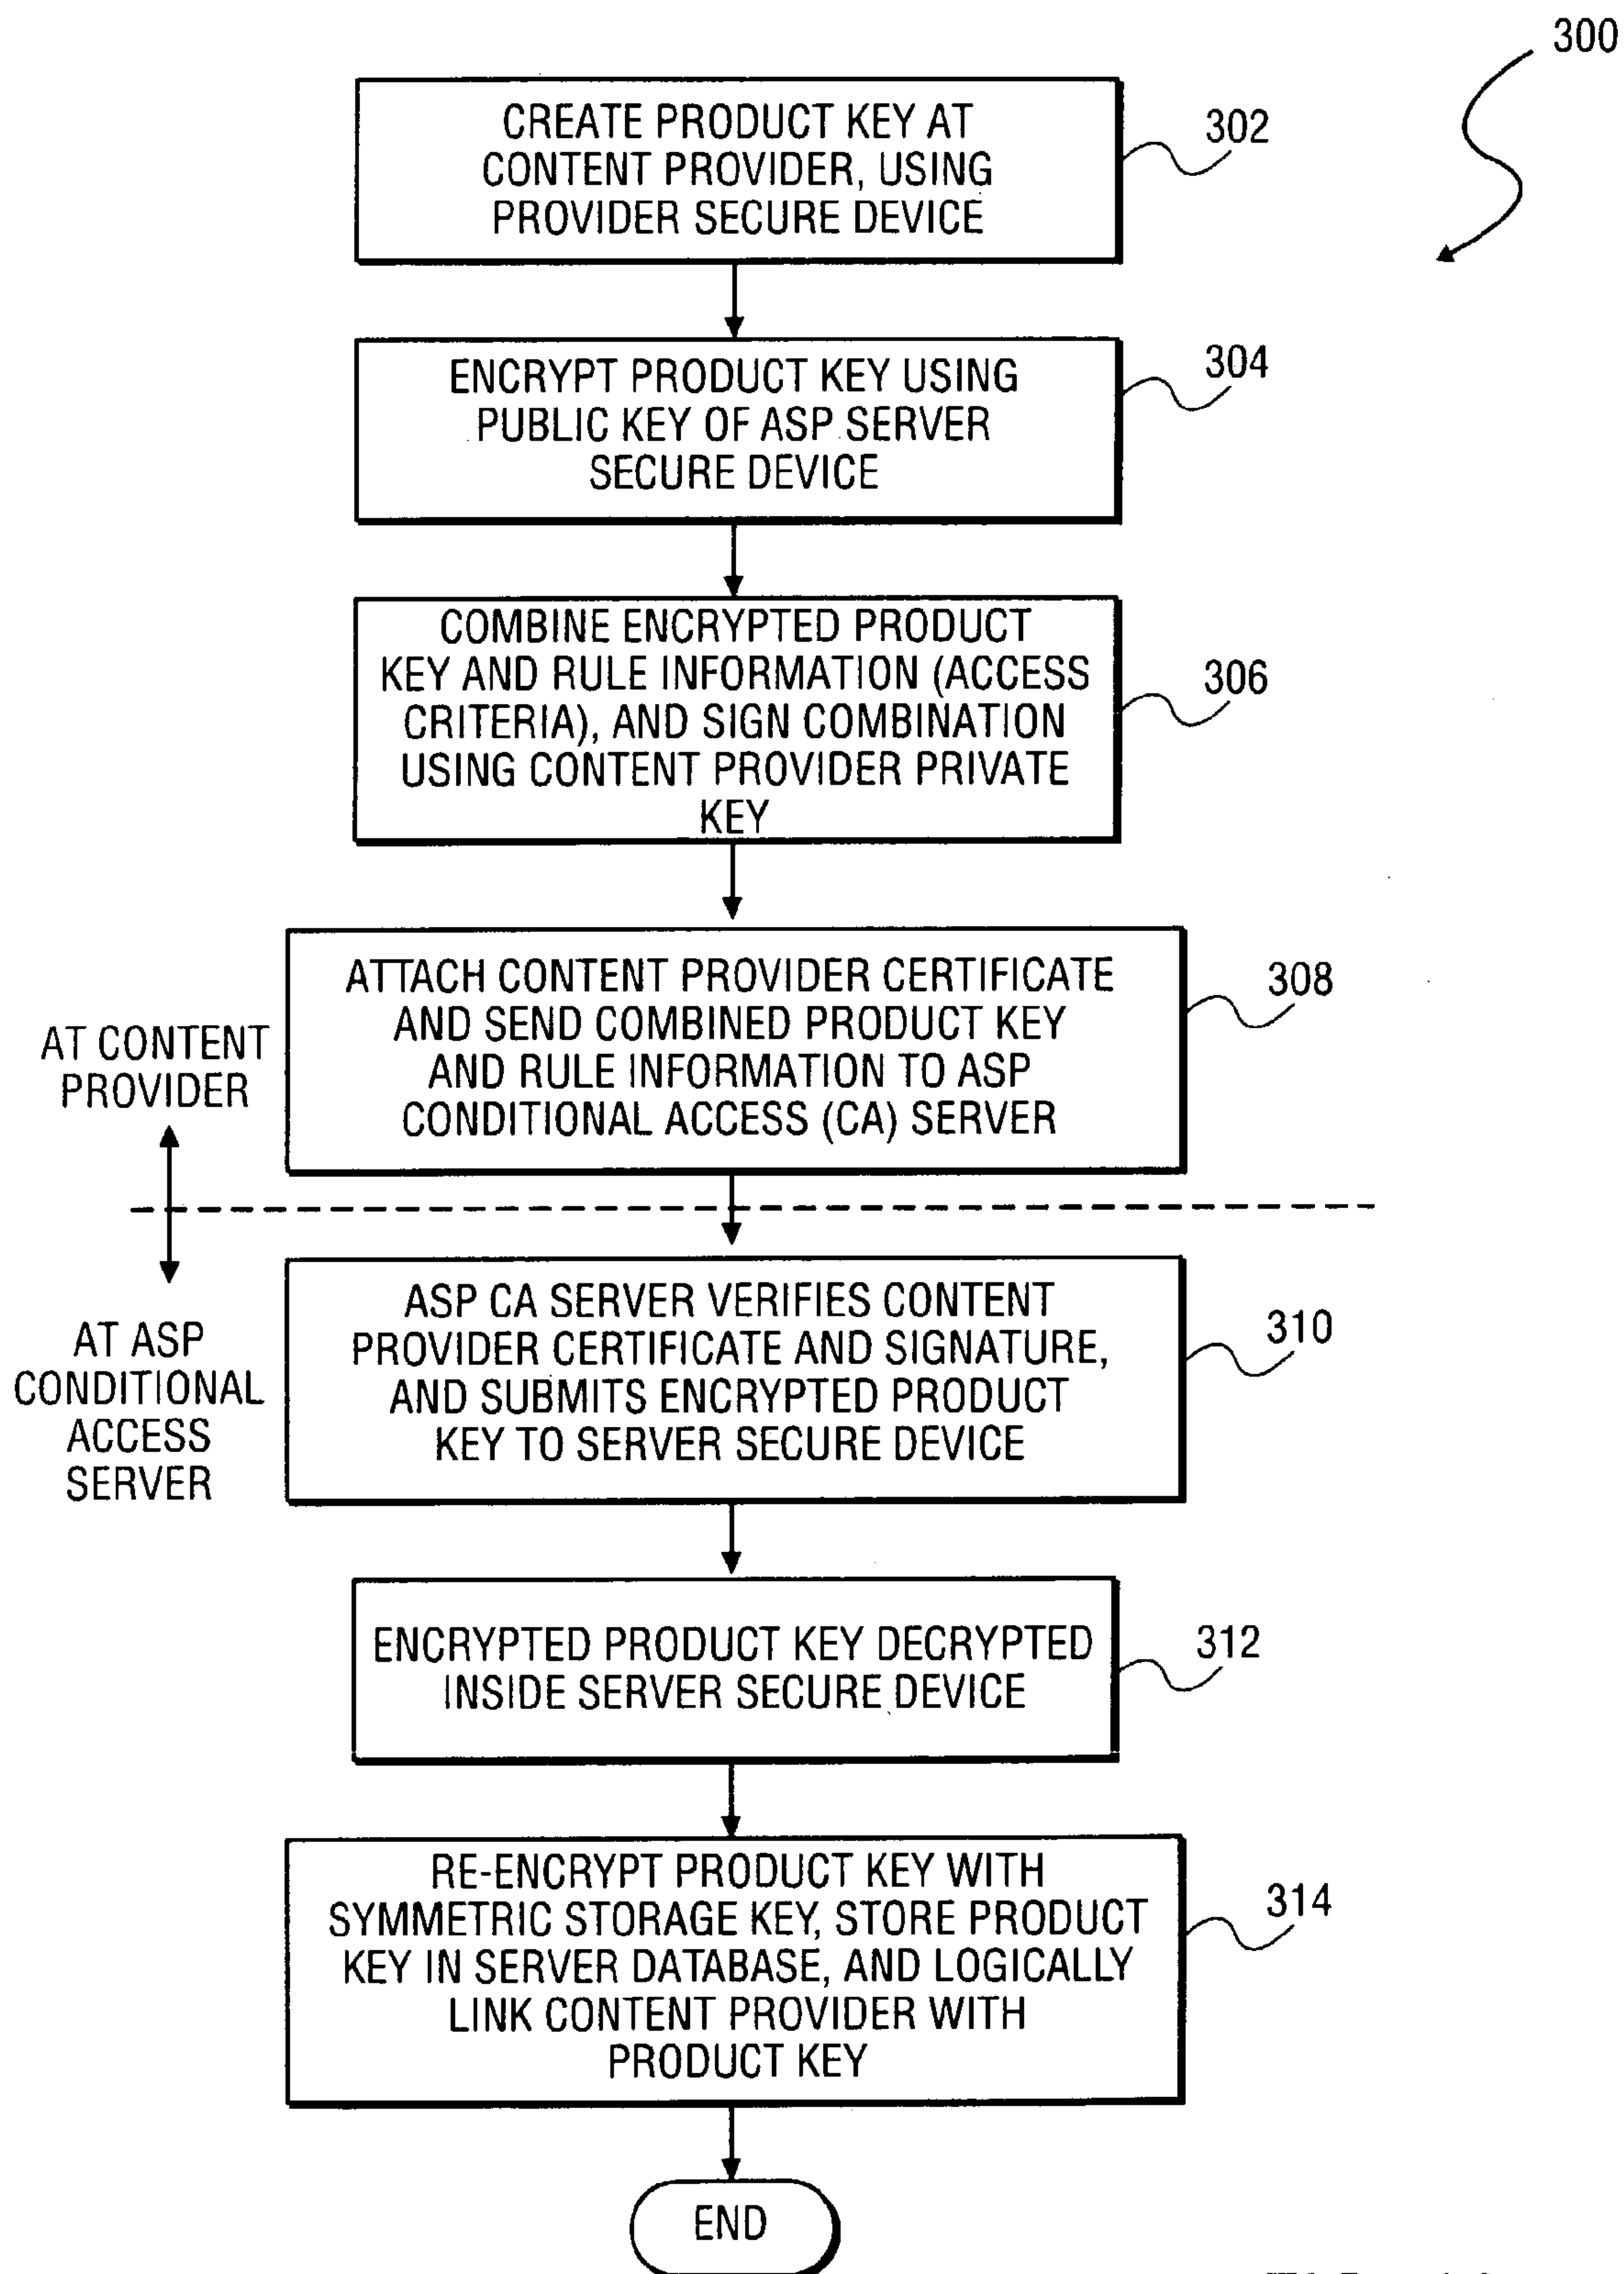 300
CREATE PRODUCT KEY AT
CONTENT PROVIDER, USING
PROVIDER SECURE DEVICE
302
ENCRYPT PRODUCT KEY USING
PUBLIC KEY OF ASP SERVER
SECURE DEVICE
304
COMBINE ENCRYPTED PRODUCT
KEY AND RULE INFORMATION (ACCESS
CRITERIA), AND SIGN COMBINATION
USING CONTENT PROVIDER PRIVATE
KEY
306
ATTACH CONTENT PROVIDER CERTIFICATE
AND SEND COMBINED PRODUCT KEY
AND RULE INFORMATION TO ASP
CONDITIONAL ACCESS (CA) SERVER
308
AT CONTENT
PROVIDER
AT ASP
CONDITIONAL
ACCESS
SERVER
ASP CA SERVER VERIFIES CONTENT
PROVIDER CERTIFICATE AND SIGNATURE,
AND SUBMITS ENCRYPTED PRODUCT
KEY TO SERVER SECURE DEVICE
310
ENCRYPTED PRODUCT KEY DECRYPTED
INSIDE SERVER SECURE DEVICE
312
RE-ENCRYPT PRODUCT KEY WITH
SYMMETRIC STORAGE KEY, STORE PRODUCT
KEY IN SERVER DATABASE, AND LOGICALLY
LINK CONTENT PROVIDER WITH
PRODUCT KEY
314
END